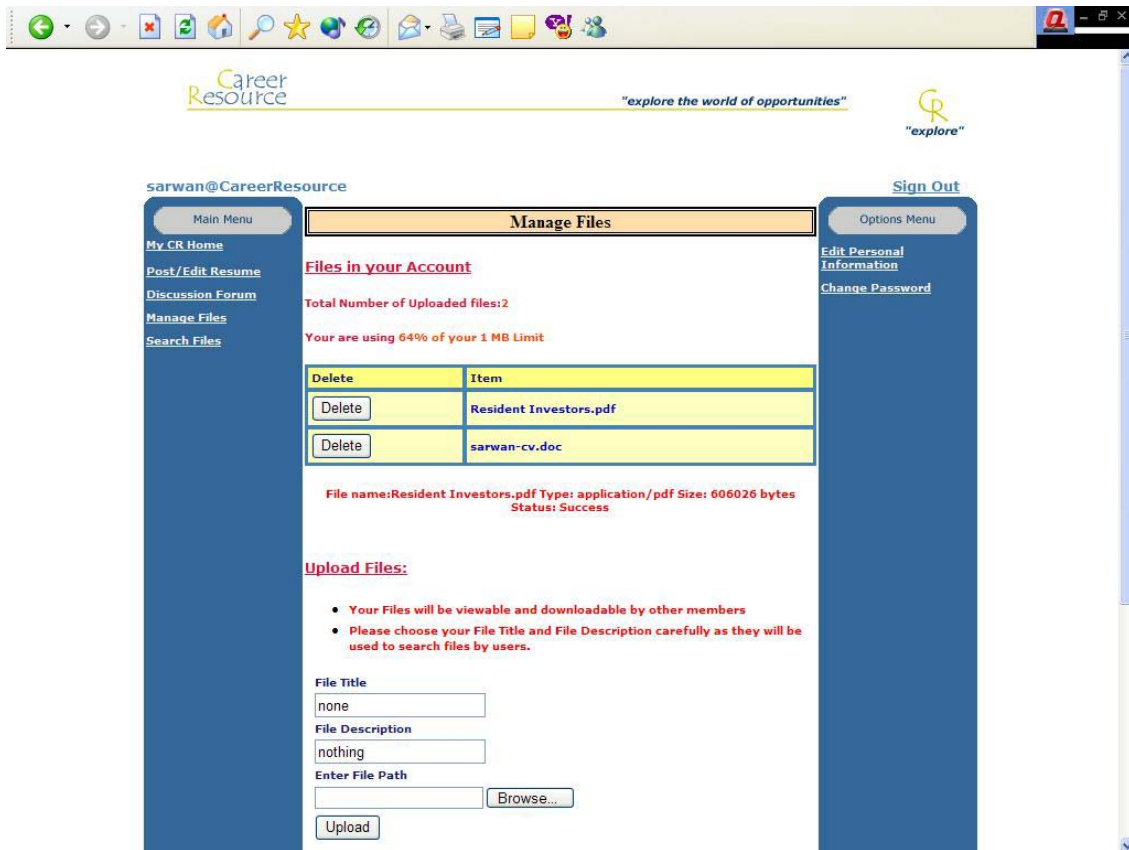 Career
Resource
"explore the world of opportunities"
CR
"explore"
sarwan@CareerResource
Sign Out
Main Menu
My CR Home
Post/Edit Resume
Discussion Forum
Manage Files
Search Files
Manage Files
Files in your Account
Total Number of Uploaded files:2
Your are using 64% of your 1 MB Limit
Delete Item
Delete Resident Investors.pdf
Delete sarwan-cv.doc
File name:Resident Investors.pdf Type: application/pdf Size: 606026 bytes
Status: Success
Upload Files:
Your Files will be viewable and downloadable by other members
Please choose your File Title and File Description carefully as they will be
used to search files by users.
File Title
none
File Description
nothing
Enter File Path
Browse...
Upload
Options Menu
Edit Personal
Information
Change Password